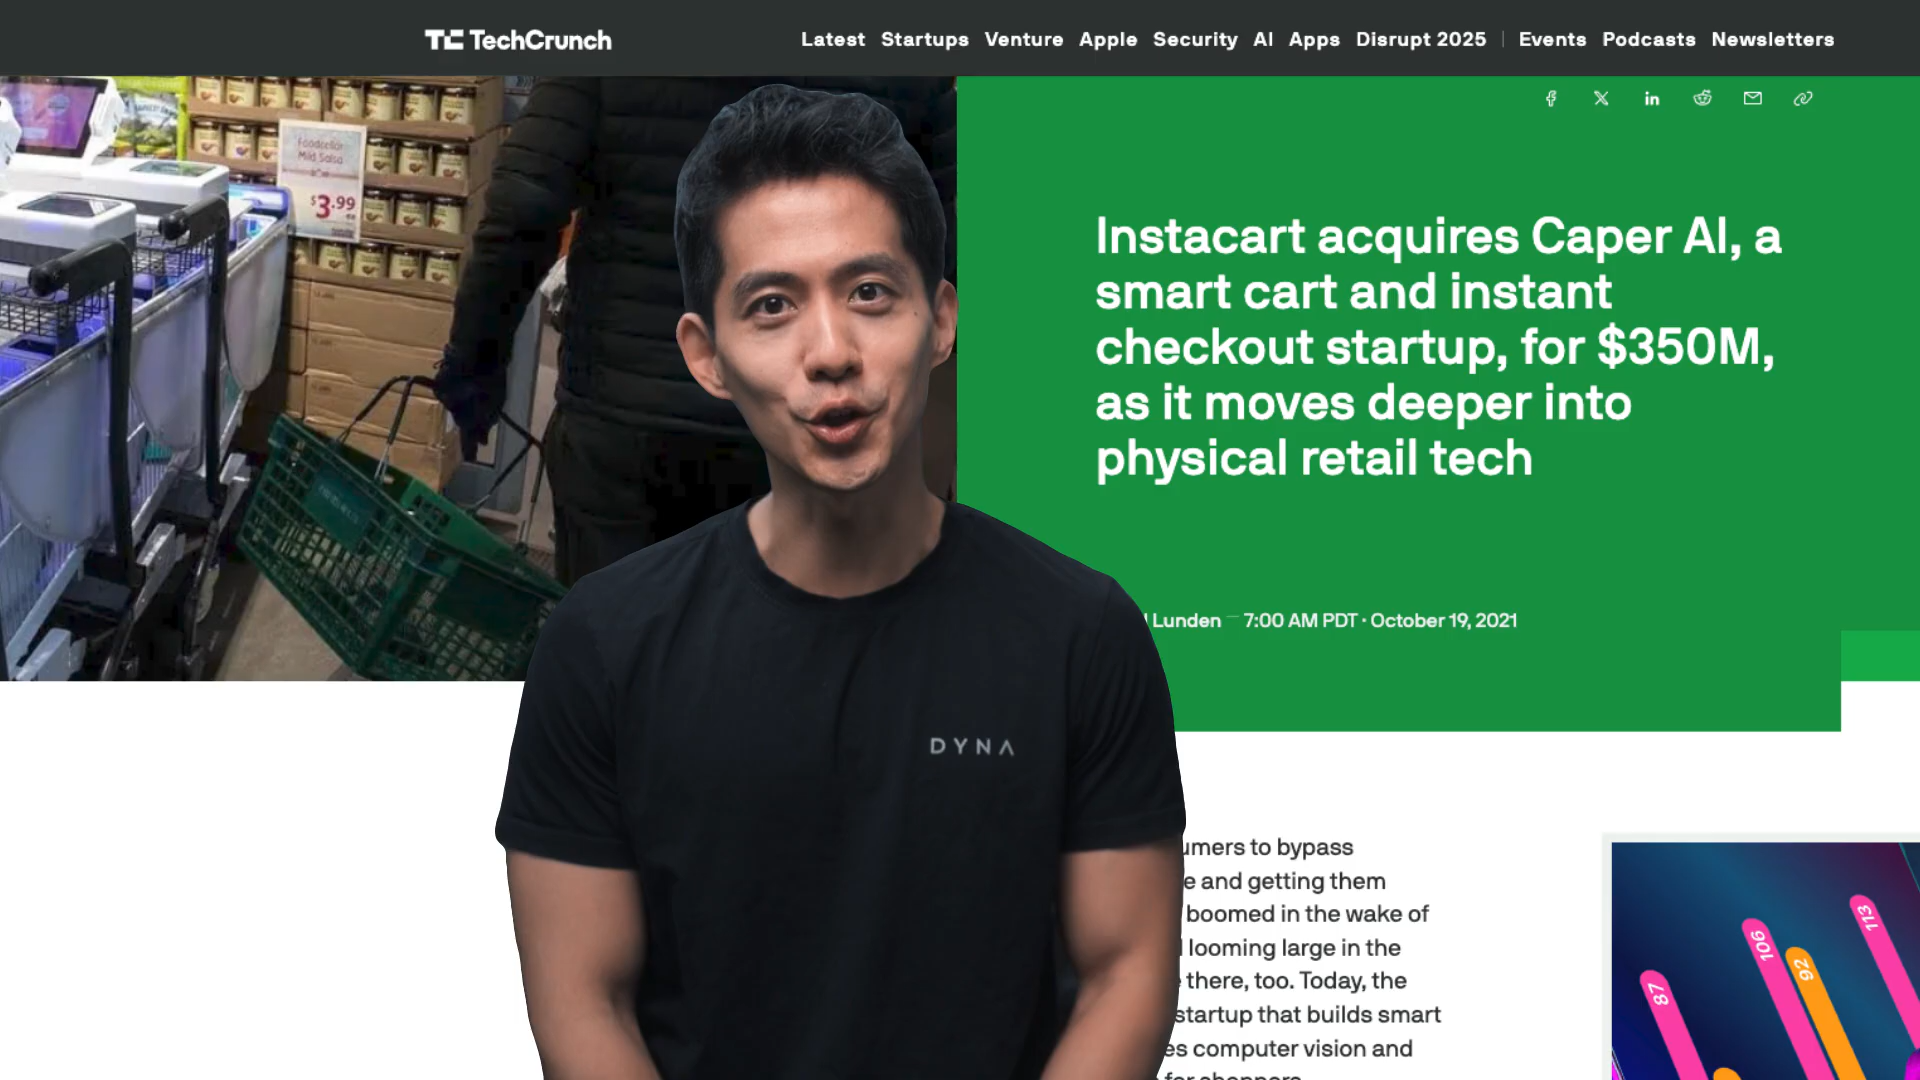 TechCrunch
Latest Startups Venture Apple Security AI Apps Disrupt 2025 | Events Podcasts Newsletters
Foodcellar
Mild Salsa
$3.99
Instacart acquires Caper AI, a
smart cart and instant
checkout startup, for $350M,
as it moves deeper into
physical retail tech
Lunden — 7:00 AM PDT · October 19, 2021
DYNA
to bypass
and getting them
boomed in the wake of
looming large in the
there, too. Today, the
startup that builds smart
computer vision and
113
106
92
87